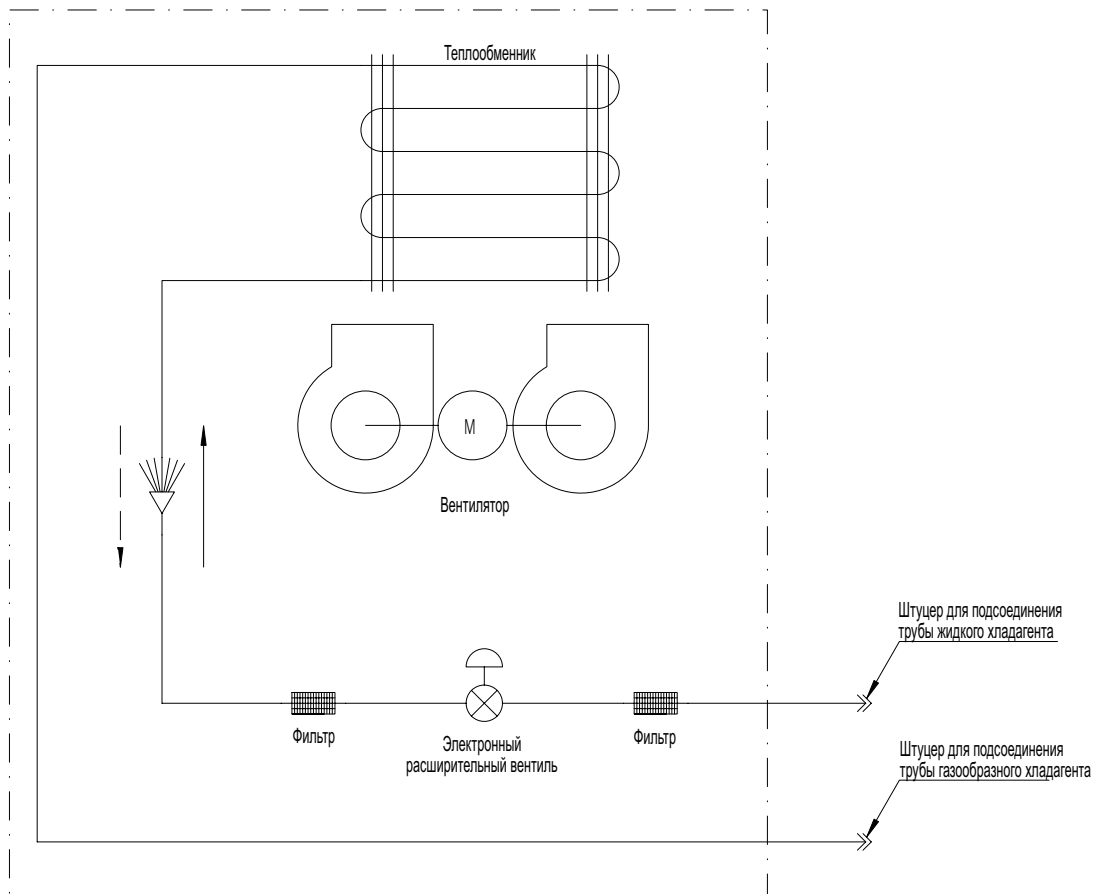 Теплообменник
M
Вентилятор
Штуцер для подсоединения
трубы жидкого хладагента
Фильтр
Электронный
расширительный вентиль
Фильтр
Штуцер для подсоединения
трубы газообразного хладагента